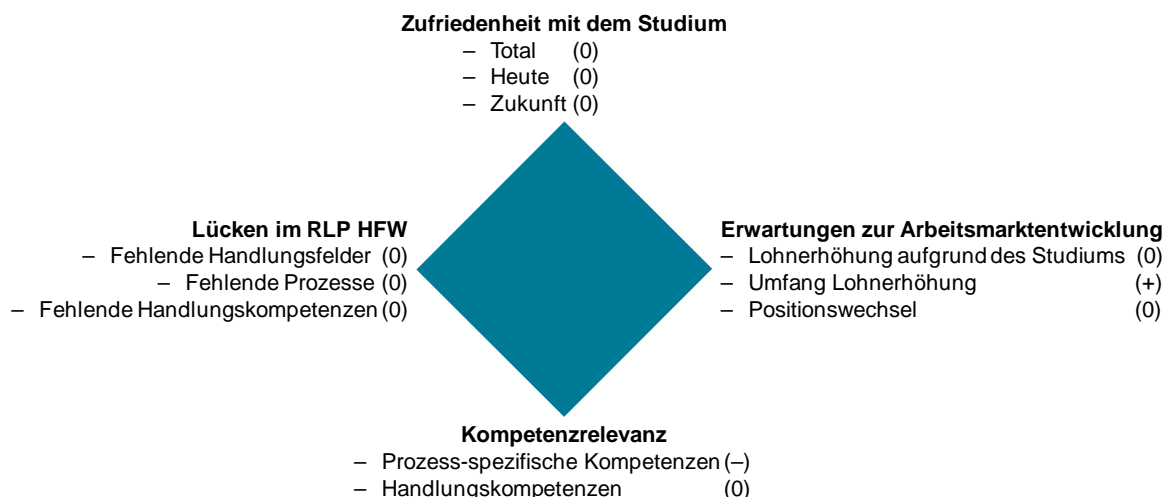 Zufriedenheit mit dem Studium
– Total (0)
– Heute (0)
– Zukunft (0)
Lücken im RLP HFW
– Fehlende Handlungsfelder (0)
– Fehlende Prozesse (0)
– Fehlende Handlungskompetenzen (0)
Erwartungen zur Arbeitsmarktentwicklung
– Lohnerhöhung aufgrund des Studiums (0)
– Umfang Lohnerhöhung (+)
– Positionswechsel (0)
Kompetenzrelevanz
– Prozess-spezifische Kompetenzen (–)
– Handlungskompetenzen (0)